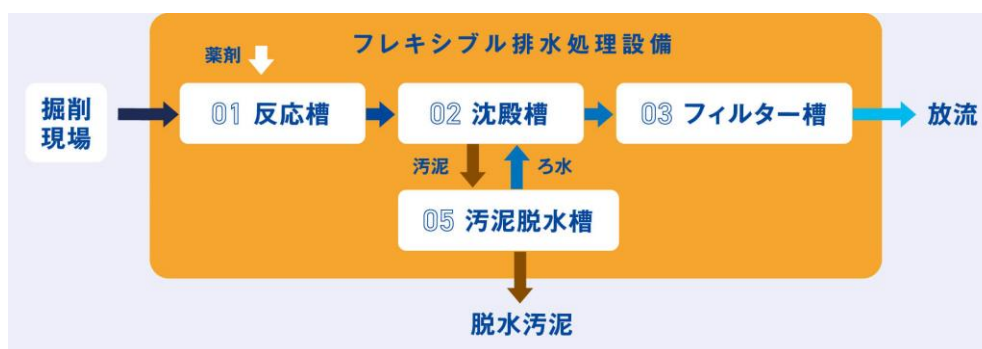 フレキシブル排水処理設備
薬剤
掘削
現場
01 反応槽
02 沈殿槽
03 フィルター槽
放流
汚泥
ろ水
05 汚泥脱水槽
脱水汚泥